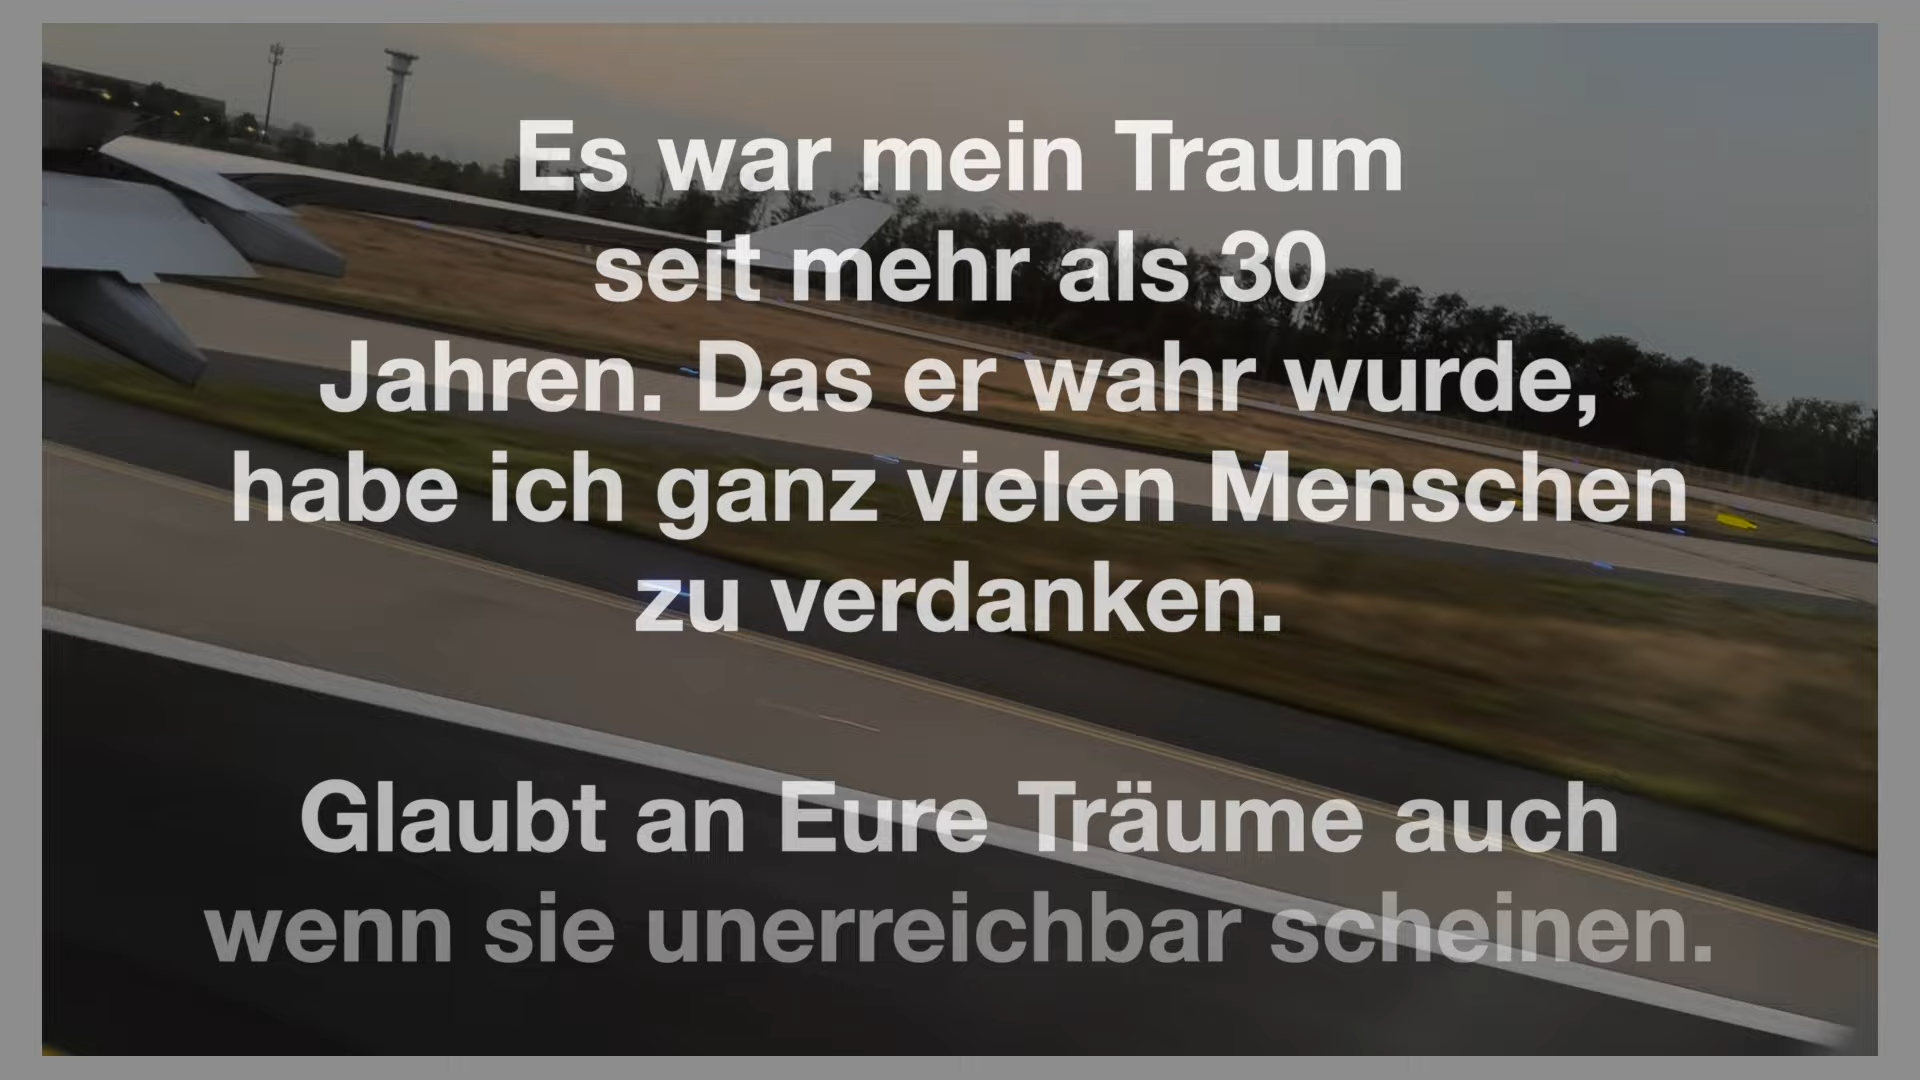 Es war mein Traum
seit mehr als 30
Jahren. Das er wahr wurde,
habe ich ganz vielen Menschen
zu verdanken.
Glaubt an Eure Träume auch
wenn sie unerreichbar scheinen.